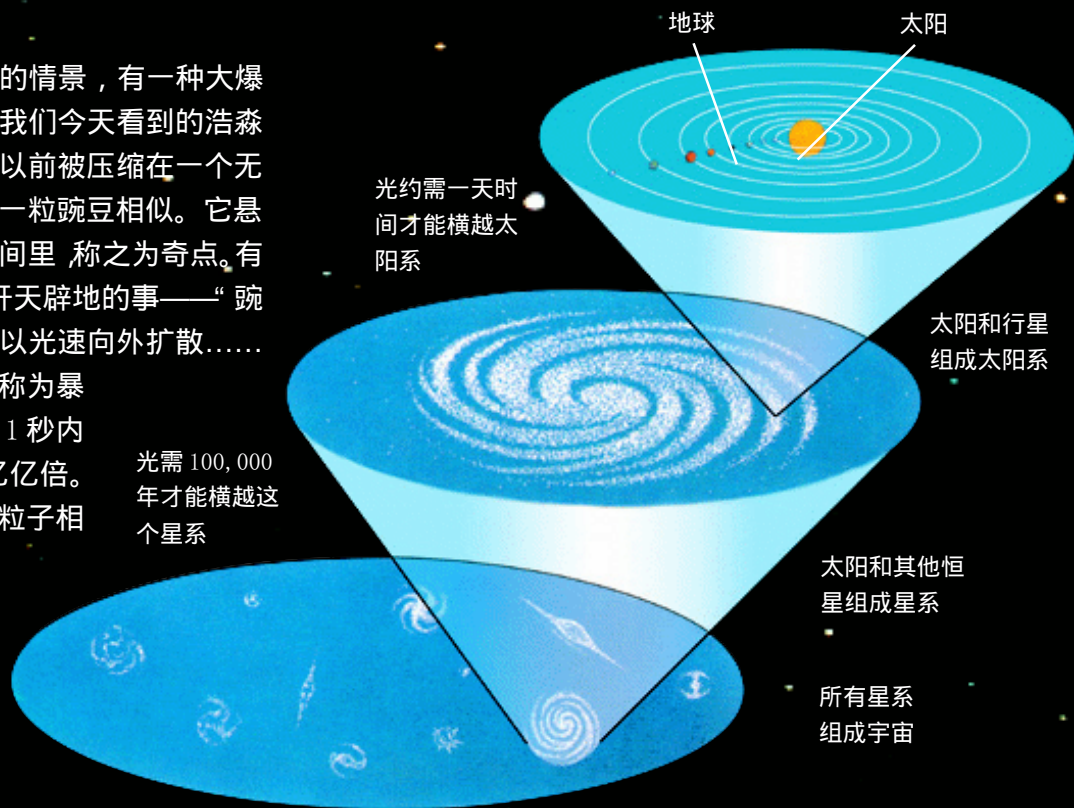 的情景，有一种大爆
我们今天看到的浩淼
以前被压缩在一个无
一粒豌豆相似。它悬
间里,称之为奇点。有
开天辟地的事——“豌
以光速向外扩散……
称为暴
1秒内
亿亿倍。
粒子相
地球
太阳
光约需一天时
间才能横越太
阳系
太阳和行星
组成太阳系
光需100,000
年才能横越这
个星系
太阳和其他恒
星组成星系
所有星系
组成宇宙